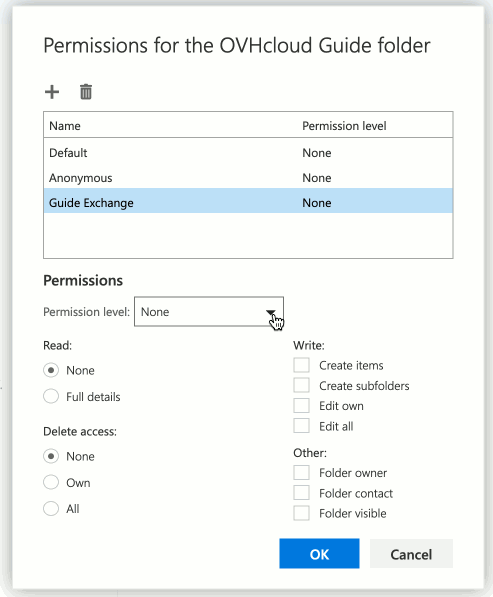 Permissions for the OVHcloud Guide folder
Name Permission level
Default None
Anonymous None
Guide Exchange None
Permissions
Permission level: None
Read:
None
Full details
Delete access:
None
Own
All
Write:
Create items
Create subfolders
Edit own
Edit all
Other:
Folder owner
Folder contact
Folder visible
OK Cancel